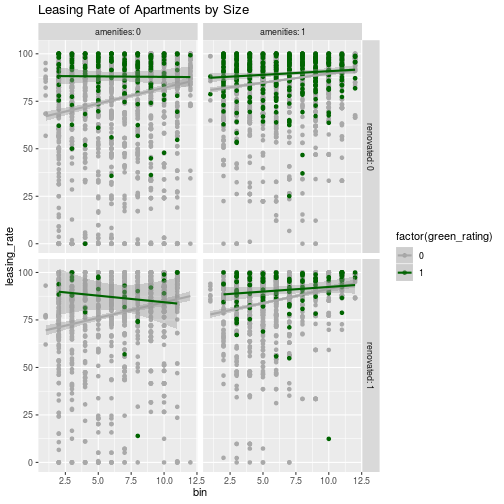 Leasing Rate of Apartments by Size
amenities: 0
amenities: 1
100
75
50
25
0
renovated: 0
100
75
50
25
0
renovated: 1
leasing_rate
2.5
5.0
7.5
10.0
12.5
2.5
5.0
7.5
10.0
12.5
bin
factor(green_rating)
0
1